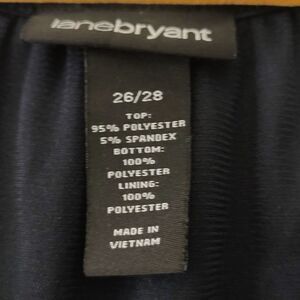 lanebryant
26/28
TOP:
95% POLYESTER
5% SPANDEX
BOTTOM:
100%
POLYESTER
LINING:
100%
POLYESTER
MADE IN
VIETNAM